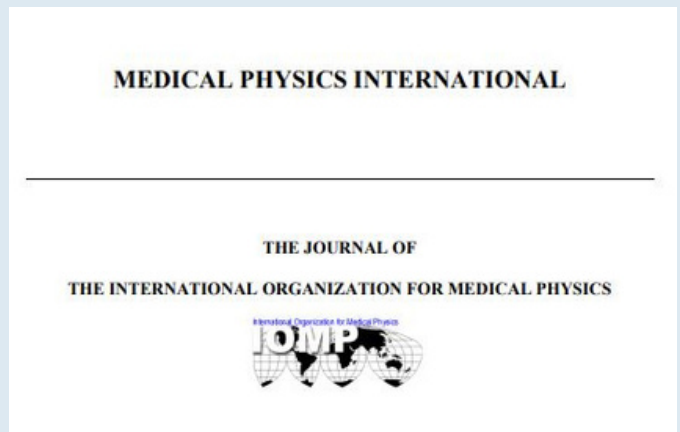 MEDICAL PHYSICS INTERNATIONAL
THE JOURNAL OF
THE INTERNATIONAL ORGANIZATION FOR MEDICAL PHYSICS
International Organization for Medical Physics
IOMP